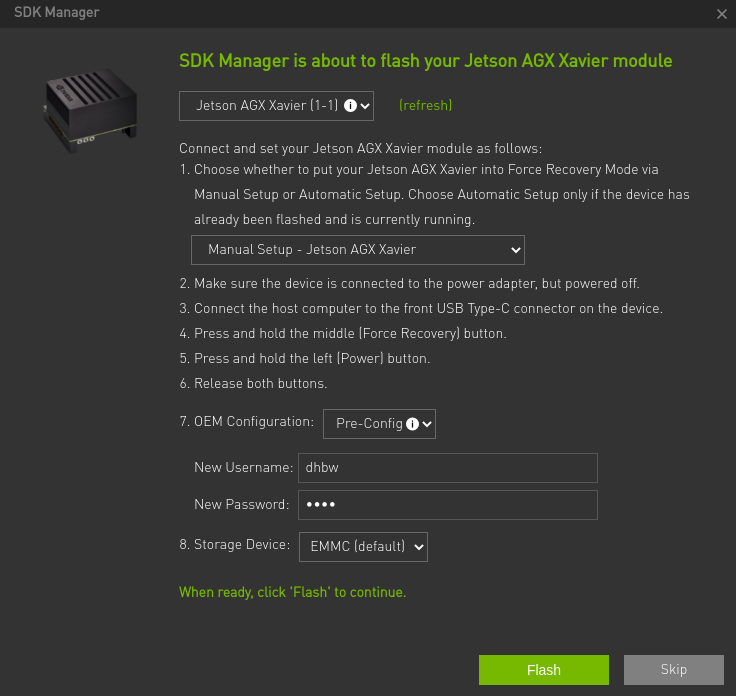 SDK Manager
SDK Manager is about to flash your Jetson AGX Xavier module
Jetson AGX Xavier (1-1) (refresh)
Connect and set your Jetson AGX Xavier module as follows:
1. Choose whether to put your Jetson AGX Xavier into Force Recovery Mode via
Manual Setup or Automatic Setup. Choose Automatic Setup only if the device has
already been flashed and is currently running.
Manual Setup - Jetson AGX Xavier
2. Make sure the device is connected to the power adapter, but powered off.
3. Connect the host computer to the front USB Type-C connector on the device.
4. Press and hold the middle (Force Recovery) button.
5. Press and hold the left (Power) button.
6. Release both buttons.
7. OEM Configuration: Pre-Config
New Username: dhbw
New Password: ••••
8. Storage Device: EMMC (default)
When ready, click 'Flash' to continue.
Flash Skip